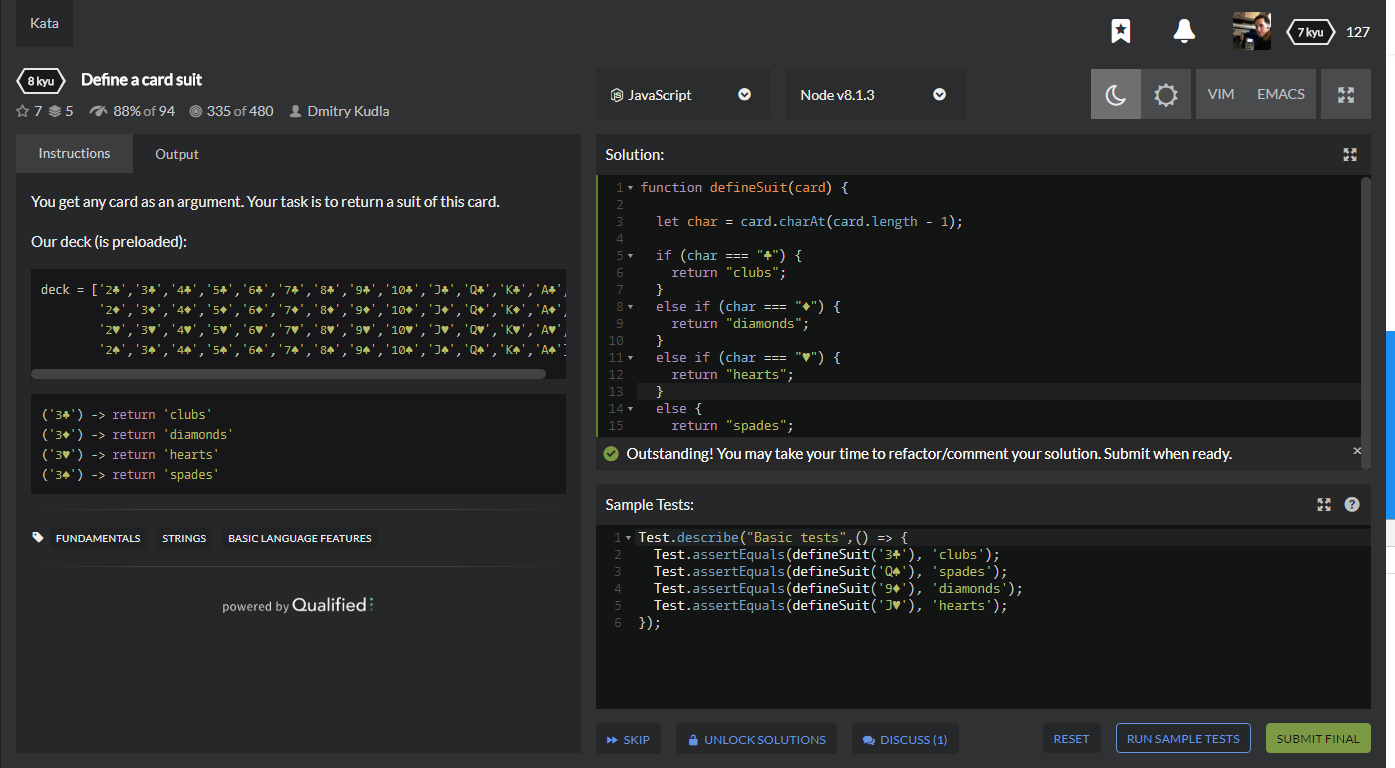 Kata
7 kyu 127
8 kyu Define a card suit
7 5 88% of 94 335 of 480 Dmitry Kudla
JavaScript Node v8.1.3 VIM EMACS
Instructions Output
You get any card as an argument. Your task is to return a suit of this card.
Our deck (is preloaded):
deck = ['2♣','3♣','4♣','5♣','6♣','7♣','8♣','9♣','10♣','J♣','Q♣','K♣','A♣',
'2♦','3♦','4♦','5♦','6♦','7♦','8♦','9♦','10♦','J♦','Q♦','K♦','A♦',
'2♥','3♥','4♥','5♥','6♥','7♥','8♥','9♥','10♥','J♥','Q♥','K♥','A♥',
'2♠','3♠','4♠','5♠','6♠','7♠','8♠','9♠','10♠','J♠','Q♠','K♠','A♠']
('3♣') -> return 'clubs'
('3♦') -> return 'diamonds'
('3♥') -> return 'hearts'
('3♠') -> return 'spades'
FUNDAMENTALS STRINGS BASIC LANGUAGE FEATURES
powered by Qualified
Solution:
1 function defineSuit(card) {
2
3 let char = card.charAt(card.length - 1);
4
5 if (char === "♣") {
6 return "clubs";
7 }
8 else if (char === "♦") {
9 return "diamonds";
10 }
11 else if (char === "♥") {
12 return "hearts";
13 }
14 else {
15 return "spades";
Outstanding! You may take your time to refactor/comment your solution. Submit when ready. ×
Sample Tests:
1 Test.describe("Basic tests",() => {
2 Test.assertEquals(defineSuit('3♣'), 'clubs');
3 Test.assertEquals(defineSuit('Q♠'), 'spades');
4 Test.assertEquals(defineSuit('9♦'), 'diamonds');
5 Test.assertEquals(defineSuit('J♥'), 'hearts');
6 });
SKIP UNLOCK SOLUTIONS DISCUSS (1) RESET RUN SAMPLE TESTS SUBMIT FINAL